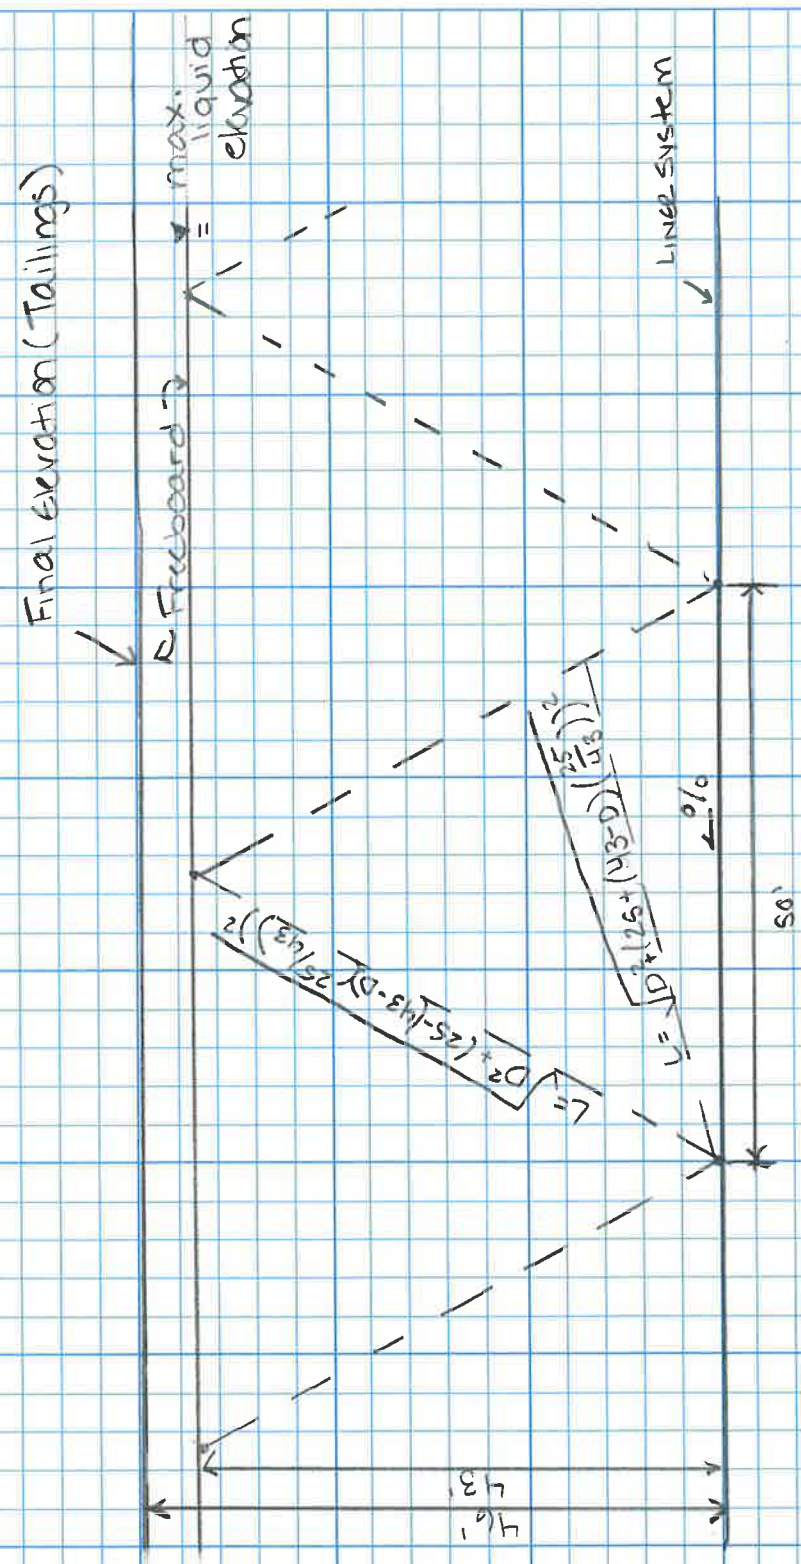 Final Elevation (Tailings)
Freeboard
= max.
liquid
elevation
L= √D²+(25-(43-D)(25/43))²
L= √D²+(25+(43-D)(25/43))²
LINER SYSTEM
←%
50'
43'
46'